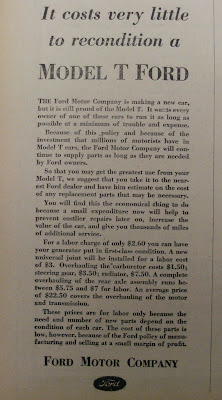 It costs very little
to recondition a
MODEL T FORD
THE Ford Motor Company is making a new car,
but is still proud of the Model T. It wants every
owner of one of these cars to run it as long as
possible at a minimum of trouble and expense.
Because of this policy and because of the
investment that millions of motorists have in
Model T cars, the Ford Motor Company will con-
tinue to supply parts as long as they are needed
by Ford owners.
So that you may get the greatest use from your
Model T, we suggest that you take it to the near-
est Ford dealer and have him estimate on the cost
of any replacement parts that may be necessary.
You will find this the economical thing to do
because a small expenditure now will help to
prevent costlier repairs later on, increase the
value of the car, and give you thousands of miles
of additional service.
For a labor charge of only $2.60 you can have
your generator put in first-class condition. A new
universal joint will be installed for a labor cost
of $3. Overhauling the carburetor costs $1.50;
steering gear, $3.50; radiator, $7.50. A complete
overhauling of the rear axle assembly runs be-
tween $5.75 and $7 for labor. An average price
of $22.50 covers the overhauling of the motor
and transmission.
These prices are for labor only because the
need and number of new parts depend on the
condition of each car. The cost of these parts is
low, however, because of the Ford policy of manu-
facturing and selling at a small margin of profit.
FORD MOTOR COMPANY
Ford